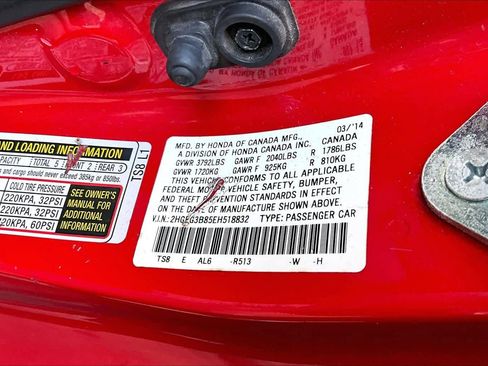 AND LOADING INFORMATION
TOTAL 5 2 REAR 3
and cargo should never exceed 385kg or 850lbs.
COLD TIRE PRESSURE
220KPA, 32PSI
220KPA, 32PSI
420KPA, 60PSI
SEE OWNER'S
MANUAL FOR
ADDITIONAL
INFORMATION
TS8 L1
MFD. BY HONDA OF CANADA MFG., 03/'14
A DIVISION OF HONDA CANADA INC. CANADA
GVWR 3792LBS GAWR F 2040LBS R 1786LBS
GVWR 1720KG GAWR F 925KG R 810KG
THIS VEHICLE CONFORMS TO ALL APPLICABLE
FEDERAL MOTOR VEHICLE SAFETY, BUMPER,
AND THEFT PREVENTION STANDARDS IN EFFECT
ON THE DATE OF MANUFACTURE SHOWN ABOVE.
V.I.N.: 2HGFG3B85EH518832 TYPE: PASSENGER CAR
TS8 E AL6 -R513 -W -H